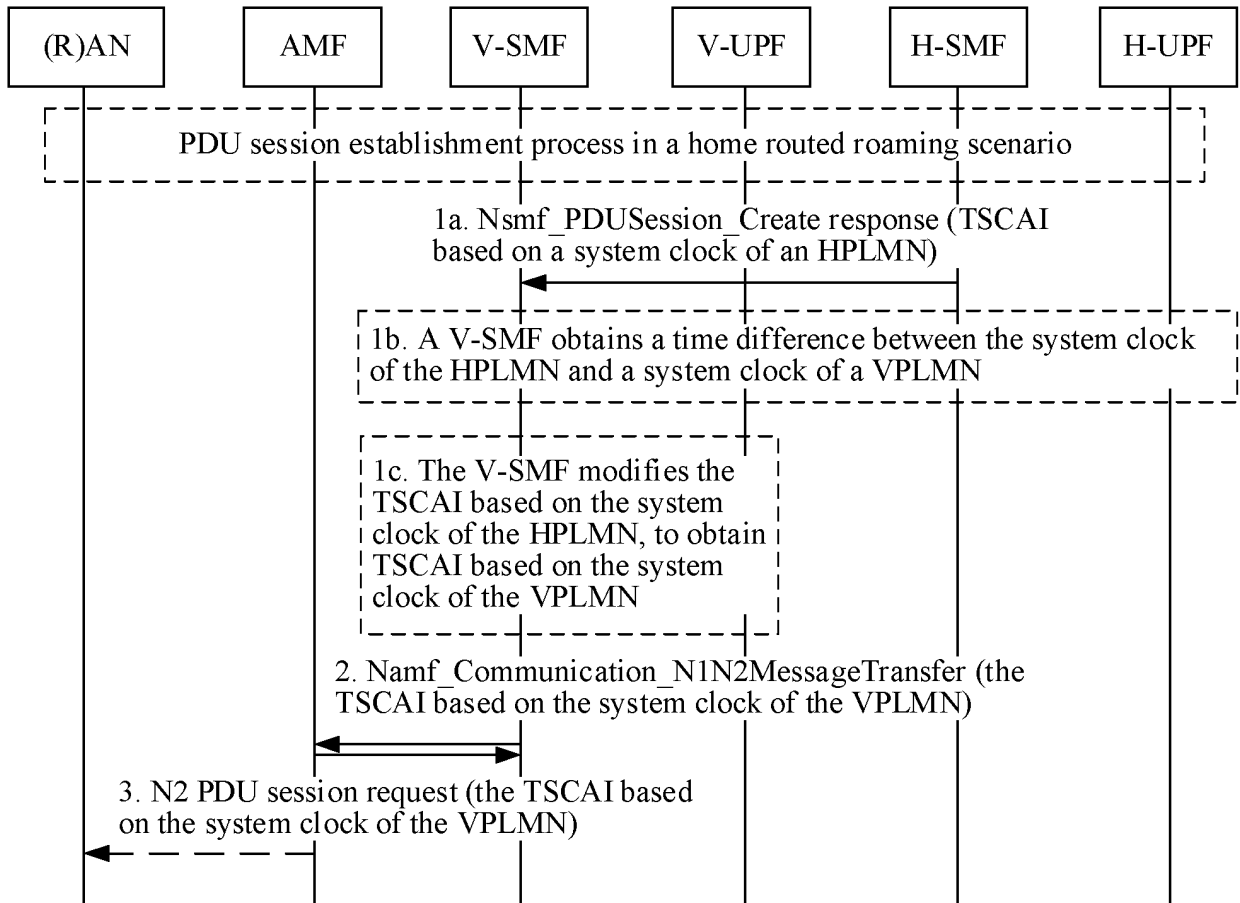 (R)AN
AMF
V-SMF
V-UPF
H-SMF
H-UPF
PDU session establishment process in a home routed roaming scenario
1a. Nsmf_PDUSession_Create response (TSCAI
based on a system clock of an HPLMN)
1b. A V-SMF obtains a time difference between the system clock
of the HPLMN and a system clock of a VPLMN
1c. The V-SMF modifies the
TSCAI based on the system
clock of the HPLMN, to obtain
TSCAI based on the system
clock of the VPLMN
2. Namf_Communication_N1N2MessageTransfer (the
TSCAI based on the system clock of the VPLMN)
3. N2 PDU session request (the TSCAI based
on the system clock of the VPLMN)